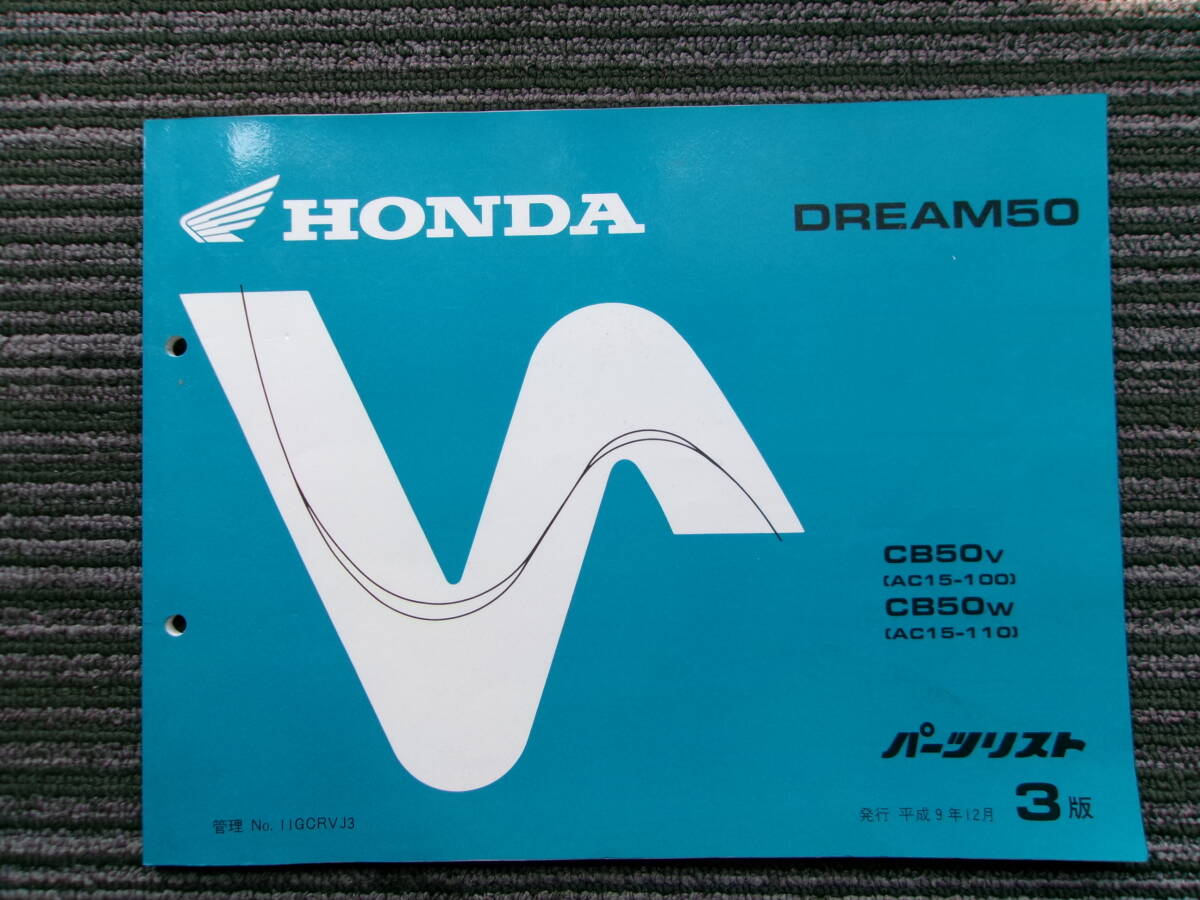 HONDA
DREAM50
CB50V
(AC15-100)
CB50W
(AC15-110)
パーツリスト
発行 平成9年12月 3版
管理 No. 11GCRVJ3